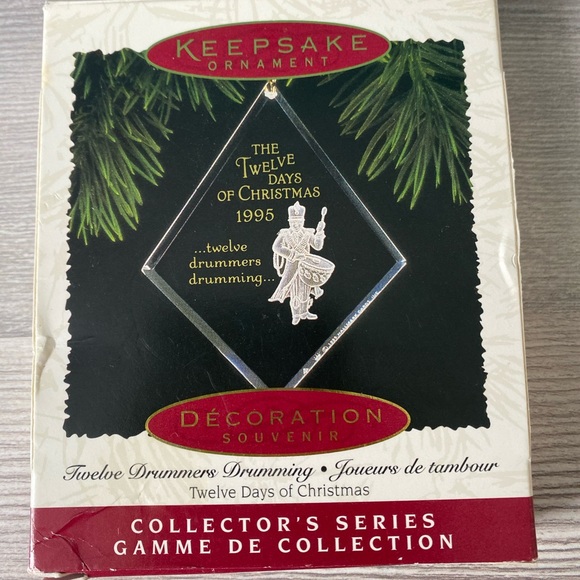 KEEPSAKE
ORNAMENT
THE
TWELVE
DAYS
OF CHRISTMAS
1995
...twelve
drummers
drumming...
DÉCORATION
SOUVENIR
Twelve Drummers Drumming • Joueurs de tambour
Twelve Days of Christmas
COLLECTOR'S SERIES
GAMME DE COLLECTION